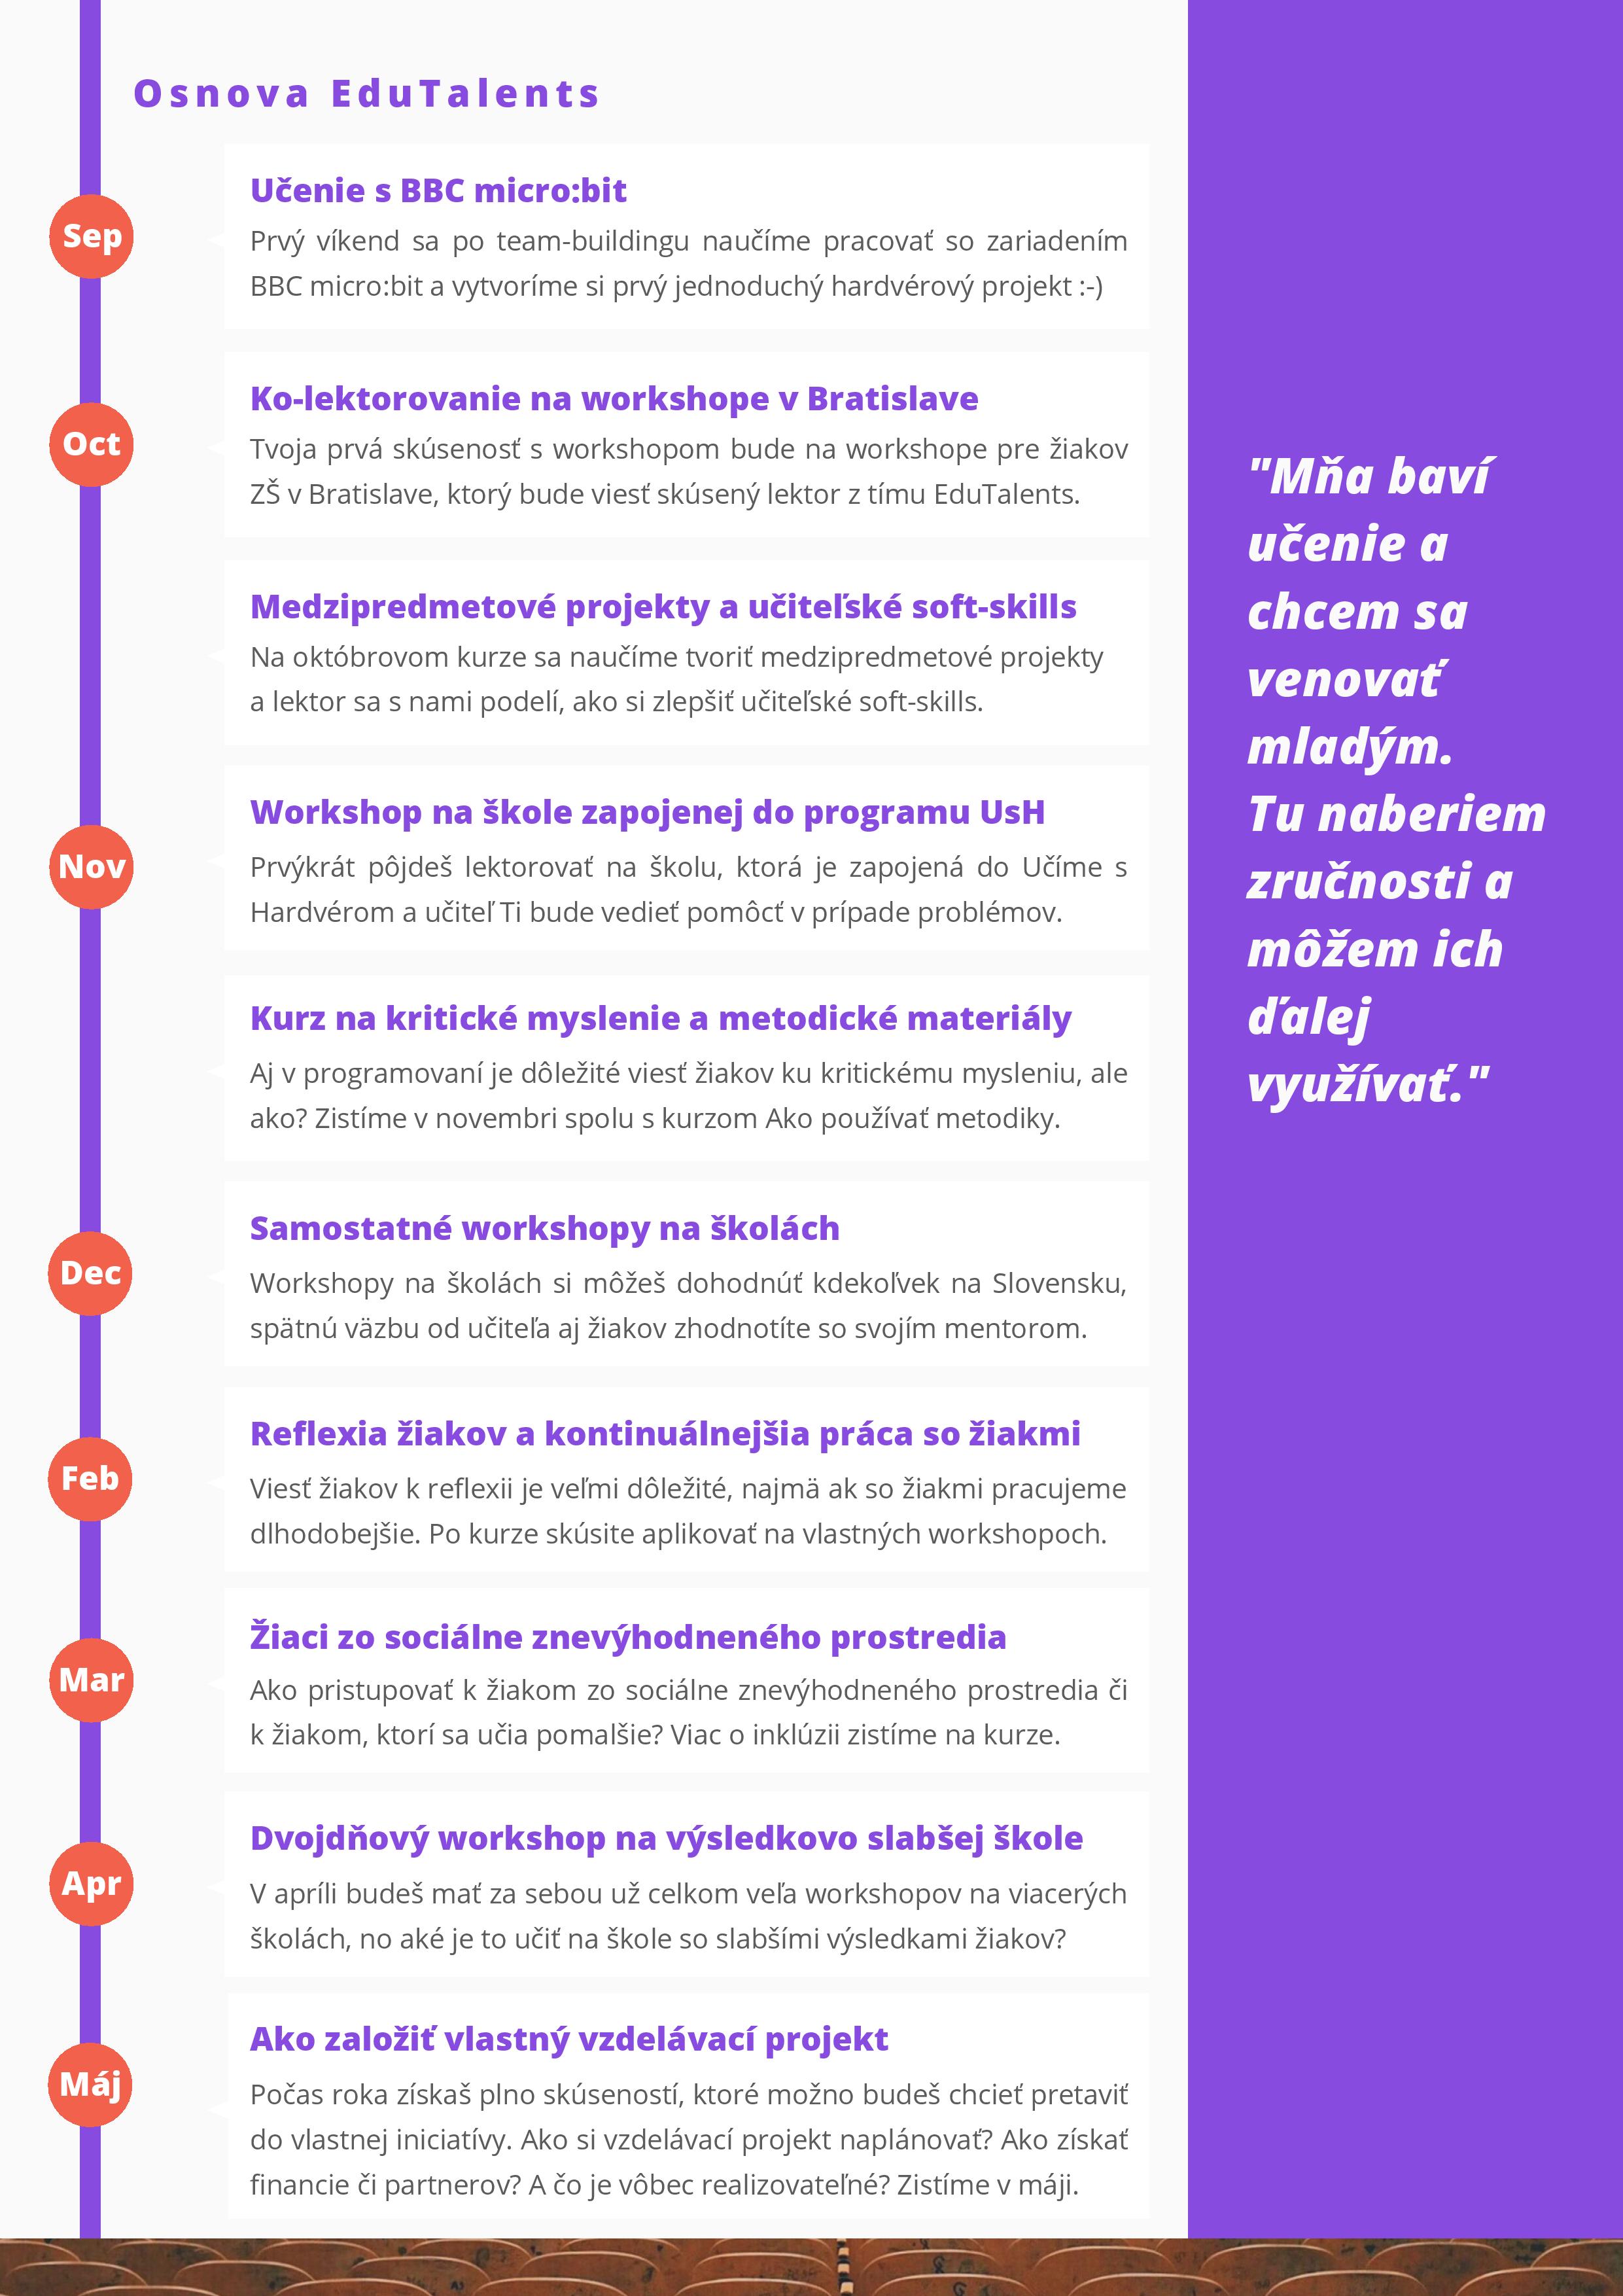 Osnova EduTalents
Sep
Učenie s BBC micro:bit
Prvý víkend sa po team-buildingu naučíme pracovať so zariadením
BBC micro:bit a vytvoríme si prvý jednoduchý hardvérový projekt :-)
Oct
Ko-lektorovanie na workshope v Bratislave
Tvoja prvá skúsenosť s workshopom bude na workshope pre žiakov
ZŠ v Bratislave, ktorý bude viesť skúsený lektor z tímu EduTalents.
Medzipredmetové projekty a učiteľské soft-skills
Na októbrovom kurze sa naučíme tvoriť medzipredmetové projekty
a lektor sa s nami podelí, ako si zlepšiť učiteľské soft-skills.
Nov
Workshop na škole zapojenej do programu UsH
Prvýkrát pôjdeš lektorovať na školu, ktorá je zapojená do Učíme s
Hardvérom a učiteľ Ti bude vedieť pomôcť v prípade problémov.
Kurz na kritické myslenie a metodické materiály
Aj v programovaní je dôležité viesť žiakov ku kritickému mysleniu, ale
ako? Zistíme v novembri spolu s kurzom Ako používať metodiky.
Dec
Samostatné workshopy na školách
Workshopy na školách si môžeš dohodnúť kdekoľvek na Slovensku,
spätnú väzbu od učiteľa aj žiakov zhodnotíte so svojím mentorom.
Feb
Reflexia žiakov a kontinuálnejšia práca so žiakmi
Viesť žiakov k reflexii je veľmi dôležité, najmä ak so žiakmi pracujeme
dlhodobejšie. Po kurze skúsite aplikovať na vlastných workshopoch.
Mar
Žiaci zo sociálne znevýhodneného prostredia
Ako pristupovať k žiakom zo sociálne znevýhodneného prostredia či
k žiakom, ktorí sa učia pomalšie? Viac o inklúzii zistíme na kurze.
Apr
Dvojdňový workshop na výsledkovo slabšej škole
V apríli budeš mať za sebou už celkom veľa workshopov na viacerých
školách, no aké je to učiť na škole so slabšími výsledkami žiakov?
Máj
Ako založiť vlastný vzdelávací projekt
Počas roka získaš plno skúseností, ktoré možno budeš chcieť pretaviť
do vlastnej iniciatívy. Ako si vzdelávací projekt naplánovať? Ako získať
financie či partnerov? A čo je vôbec realizovateľné? Zistíme v máji.
"Mňa baví
učenie a
chcem sa
venovať
mladým.
Tu naberiem
zručnosti a
môžem ich
ďalej
využívať."